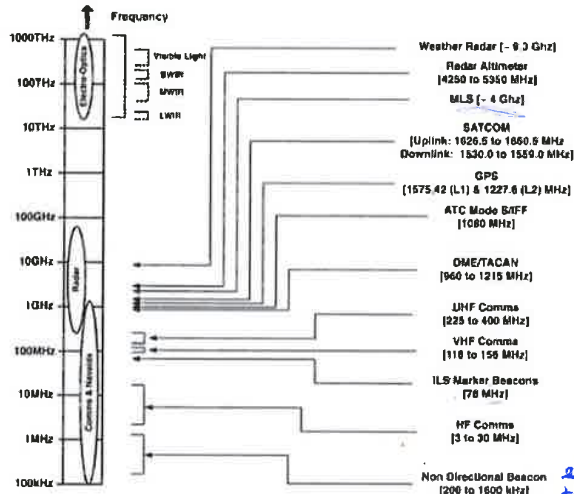 Frequency
1000THz
100THz
10THz
1THz
100GHz
10GHz
1GHz
100MHz
10MHz
1MHz
100kHz
Electro-Optics
Radar
Comms & Navaids
Visible Light
SWIR
MWIR
LWIR
Weather Radar [~ 9.3 Ghz]
Radar Altimeter
[4250 to 5350 MHz]
MLS [~ 4 Ghz]
SATCOM
[Uplink: 1626.5 to 1660.5 MHz
Downlink: 1530.0 to 1559.0 MHz]
GPS
[1575.42 (L1) & 1227.6 (L2) MHz]
ATC Mode S/IFF
[1090 MHz]
DME/TACAN
[960 to 1215 MHz]
UHF Comms
[225 to 400 MHz]
VHF Comms
[118 to 156 MHz]
ILS Marker Beacons
[75 MHz]
HF Comms
[3 to 30 MHz]
Non Directional Beacon
[200 to 1600 kHz]